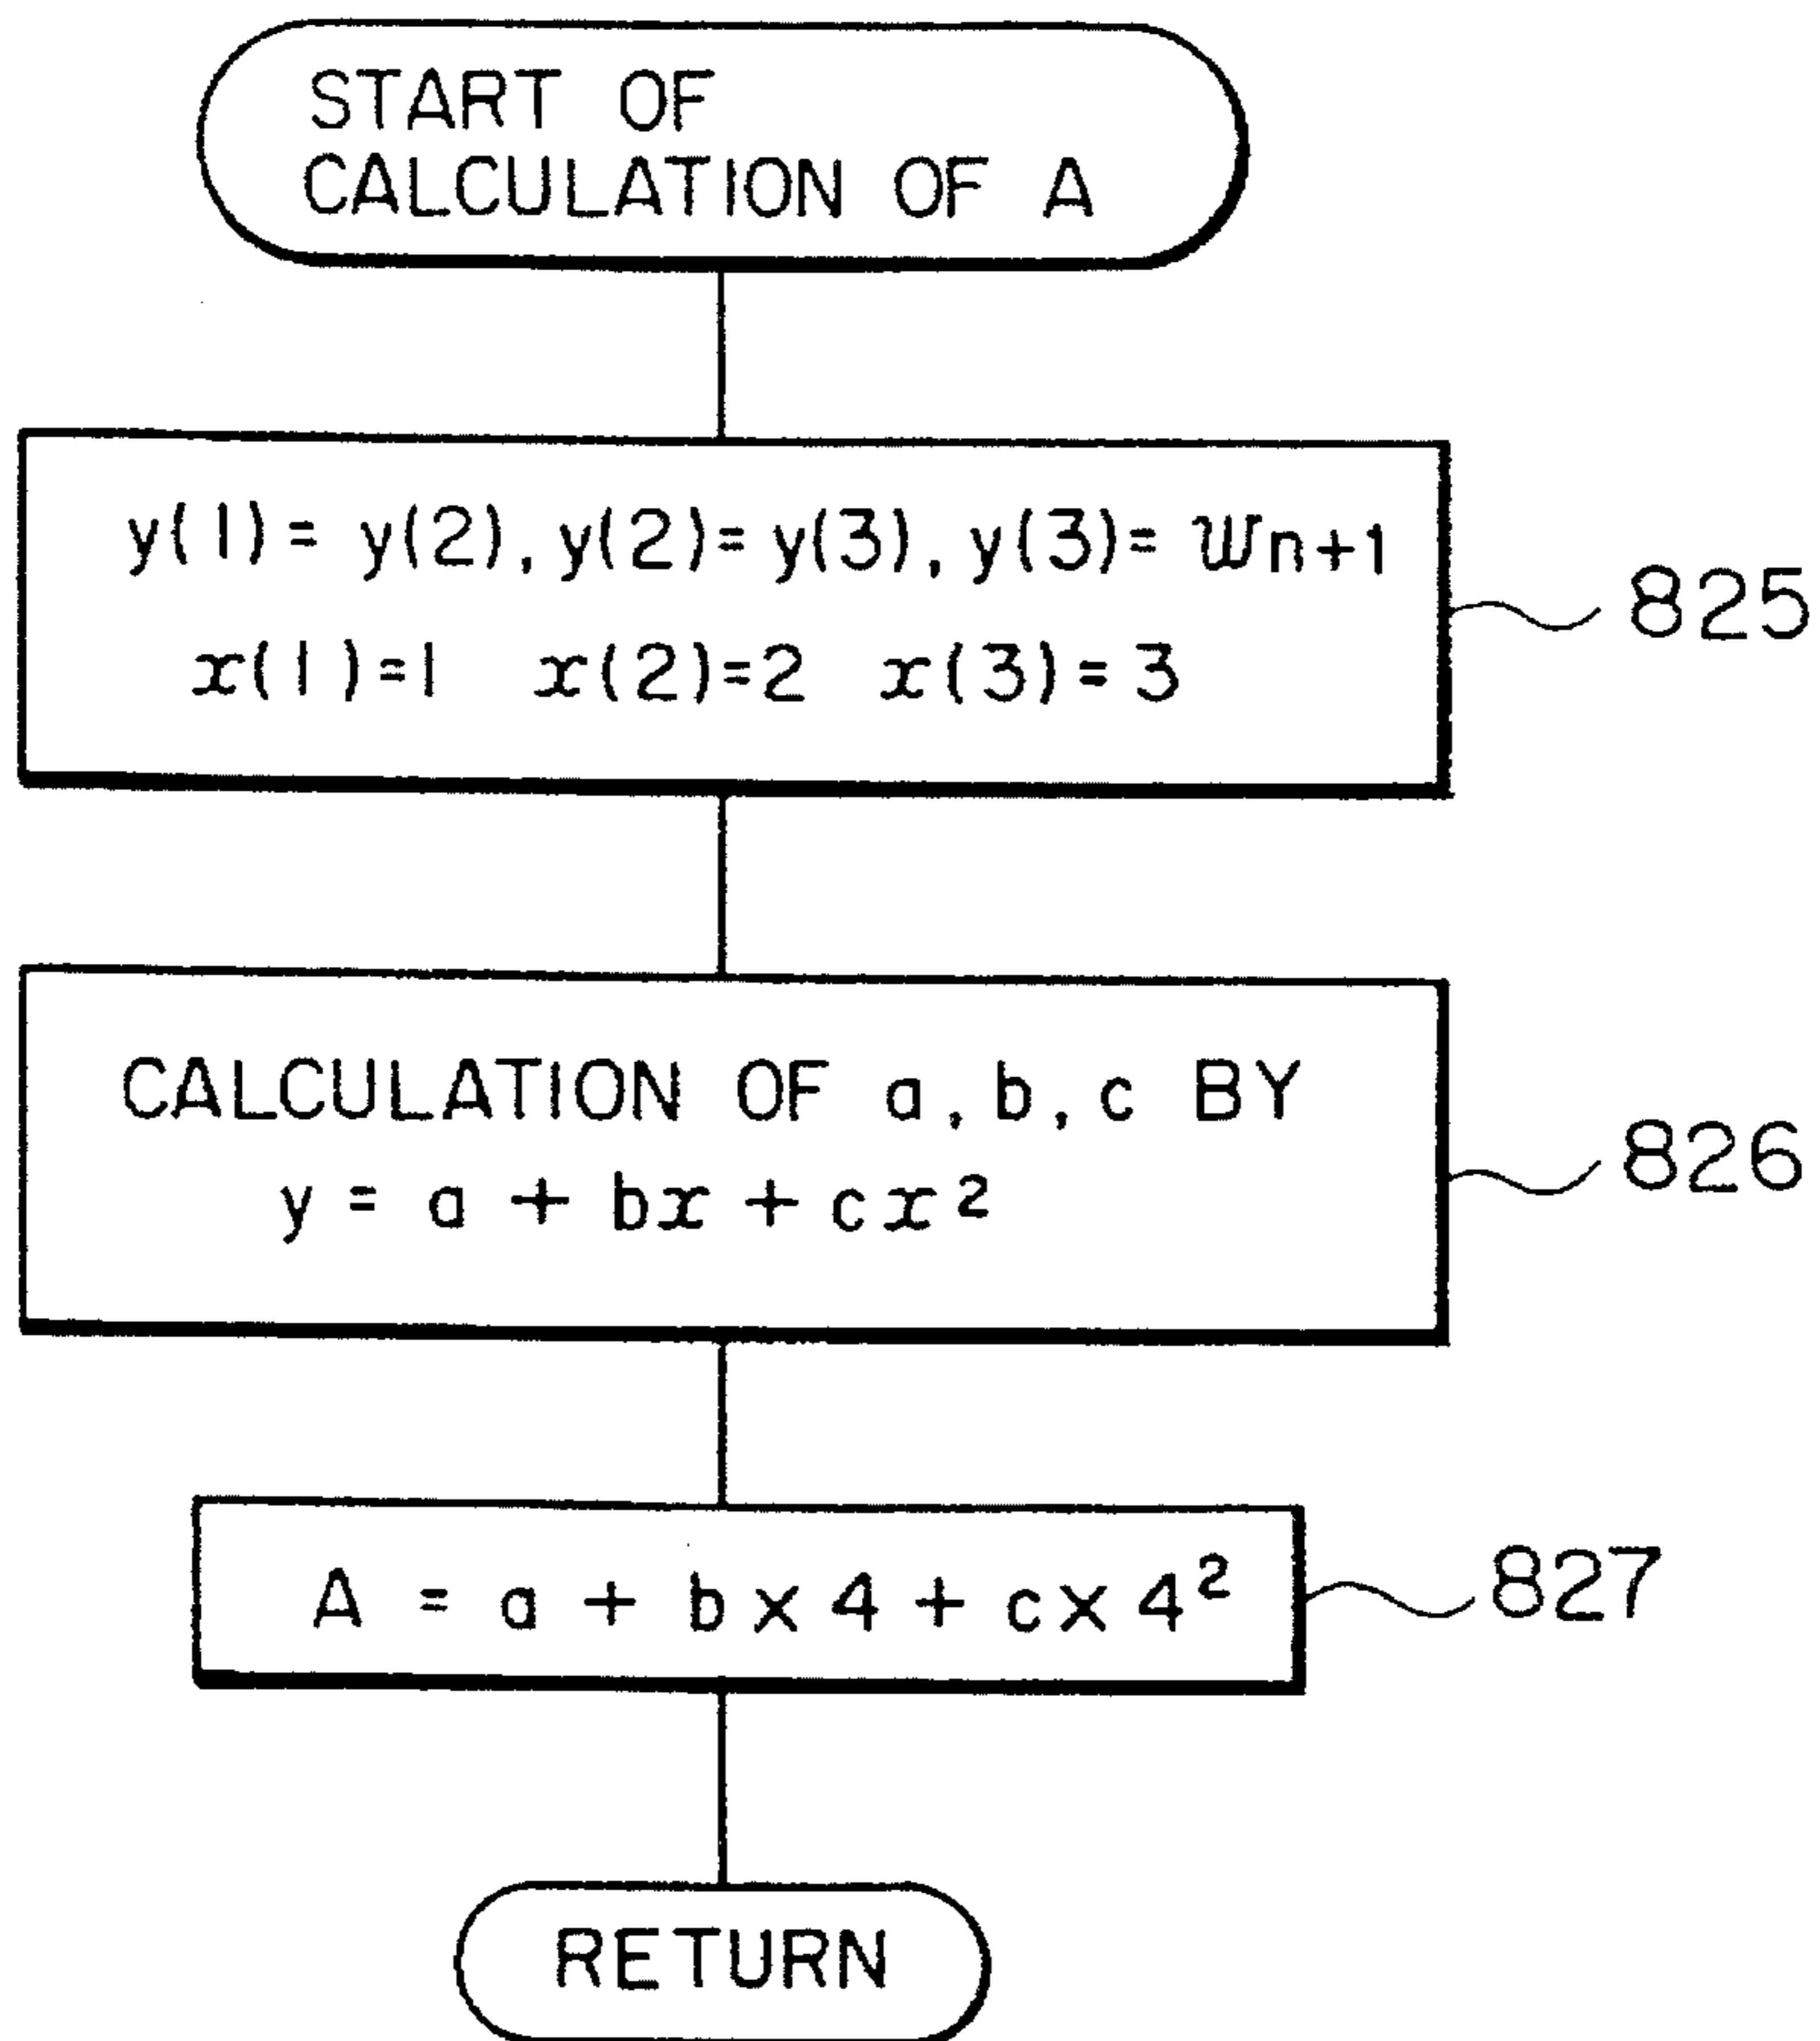 START OF
CALCULATION OF A
y(1)= y(2), y(2)= y(3), y(3)= Wn+1
x(1)=1 x(2)=2 x(3)=3
825
CALCULATION OF a, b, c BY
y = a + bx + cx²
826
A = a + b×4 + c×4²
827
RETURN